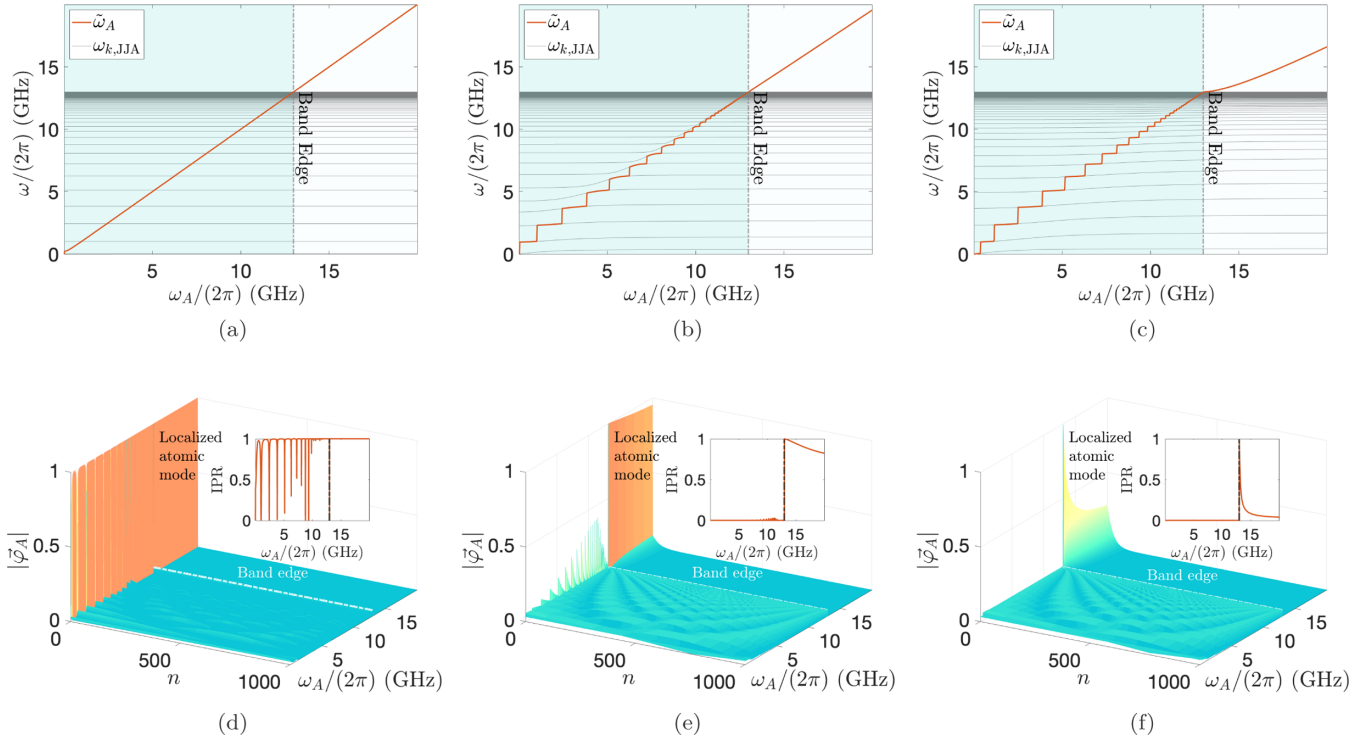 ω̃_A
ω_{k,JJA}
15
10
5
0
ω/(2π) (GHz)
Band Edge
5
10
15
ω_A/(2π) (GHz)
(a)
ω̃_A
ω_{k,JJA}
15
10
5
0
ω/(2π) (GHz)
Band Edge
5
10
15
ω_A/(2π) (GHz)
(b)
ω̃_A
ω_{k,JJA}
15
10
5
0
ω/(2π) (GHz)
Band Edge
5
10
15
ω_A/(2π) (GHz)
(c)
Localized
atomic
mode
1
0.5
0
IPR
5
10
15
ω_A/(2π) (GHz)
Band edge
1
0.5
0
|φ⃗_A|
0
500
1000
n
5
10
15
ω_A/(2π) (GHz)
(d)
Localized
atomic
mode
1
0.5
0
IPR
5
10
15
ω_A/(2π) (GHz)
Band edge
1
0.5
0
|φ⃗_A|
0
500
1000
n
5
10
15
ω_A/(2π) (GHz)
(e)
Localized
atomic
mode
1
0.5
0
IPR
5
10
15
ω_A/(2π) (GHz)
Band edge
1
0.5
0
|φ⃗_A|
0
500
1000
n
5
10
15
ω_A/(2π) (GHz)
(f)